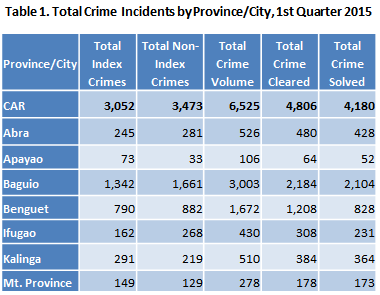 Table 1. Total Crime Incidents by Province/City, 1st Quarter 2015
Province/City Total Index Crimes Total Non-Index Crimes Total Crime Volume Total Crime Cleared Total Crime Solved
CAR 3,052 3,473 6,525 4,806 4,180
Abra 245 281 526 480 428
Apayao 73 33 106 64 52
Baguio 1,342 1,661 3,003 2,184 2,104
Benguet 790 882 1,672 1,208 828
Ifugao 162 268 430 308 231
Kalinga 291 219 510 384 364
Mt. Province 149 129 278 178 173